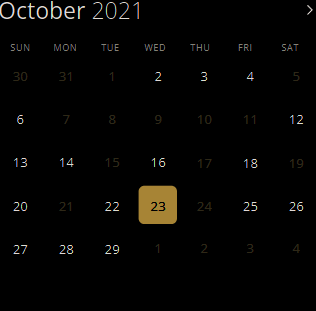 October 2021
SUN MON TUE WED THU FRI SAT
30 31 1 2 3 4 5
6 7 8 9 10 11 12
13 14 15 16 17 18 19
20 21 22 23 24 25 26
27 28 29 1 2 3 4